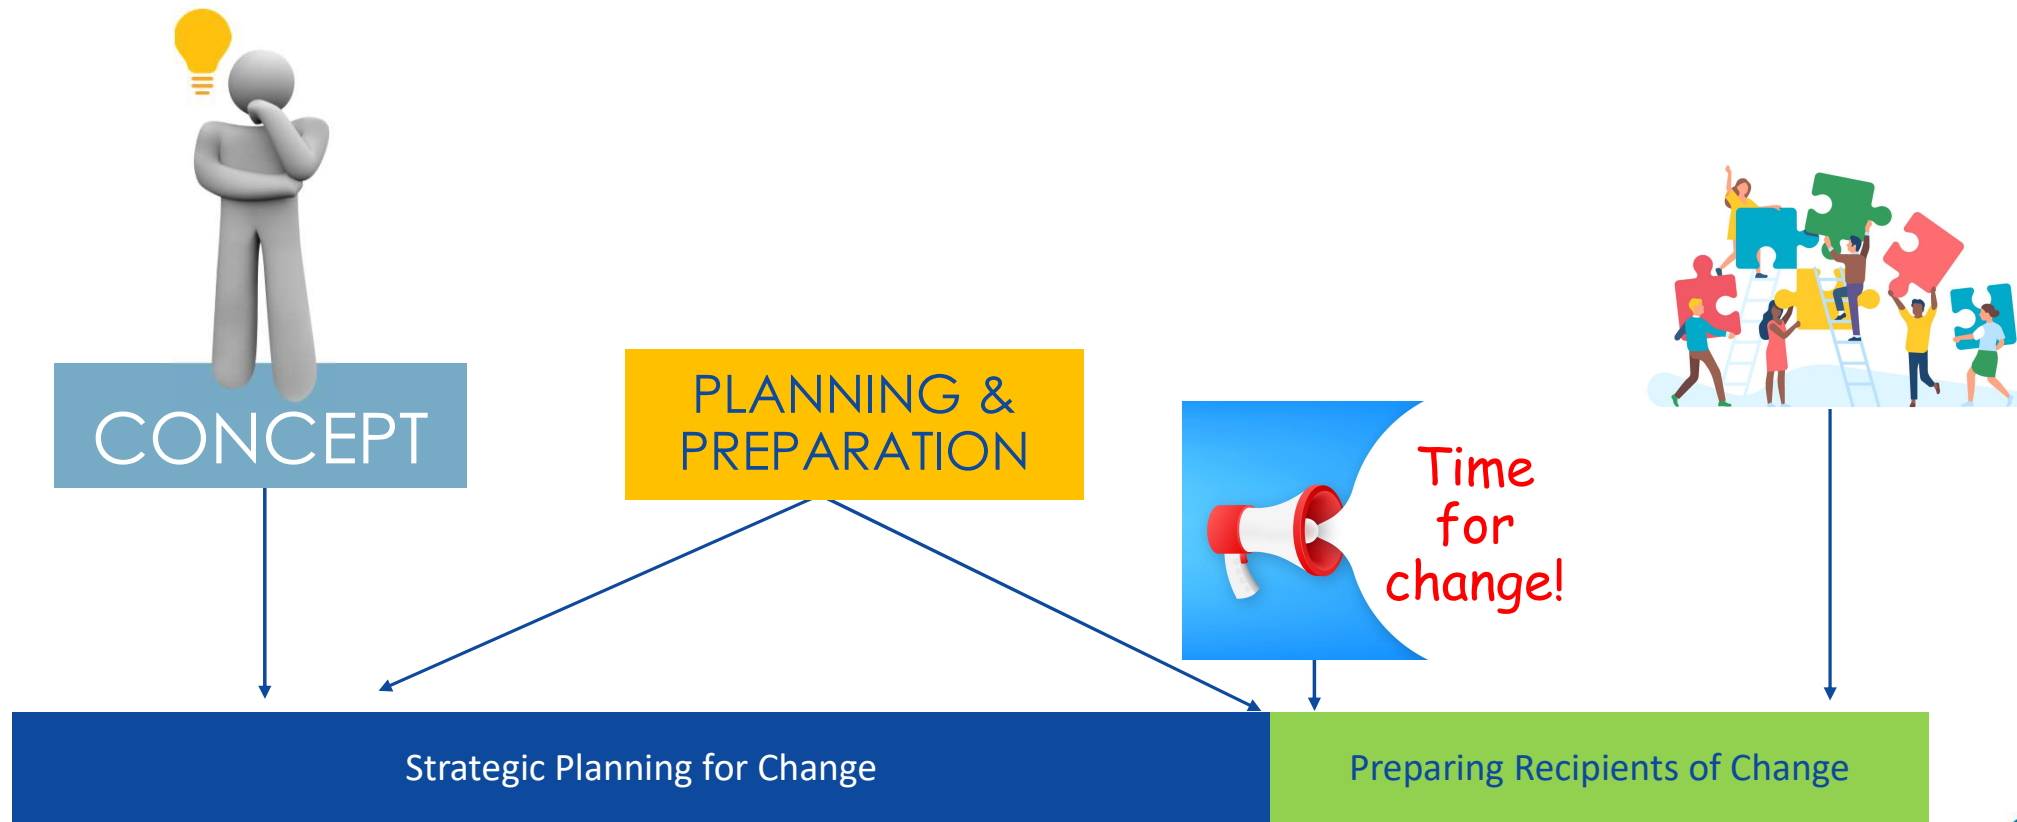 CONCEPT
PLANNING &
PREPARATION
Time
for
change!
Strategic Planning for Change
Preparing Recipients of Change